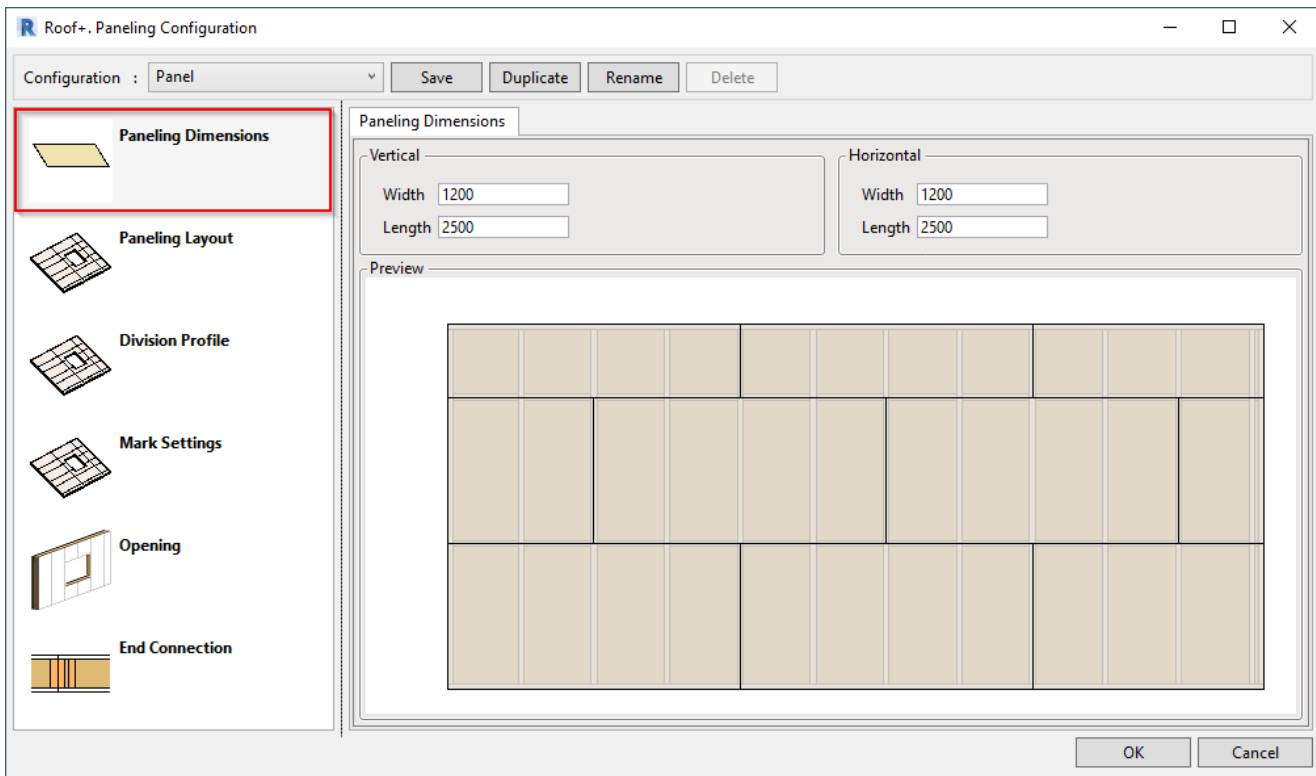 Roof+. Paneling Configuration
Configuration : Panel Save Duplicate Rename Delete
Paneling Dimensions
Paneling Layout
Division Profile
Mark Settings
Opening
End Connection
Paneling Dimensions
Vertical
Width 1200
Length 2500
Horizontal
Width 1200
Length 2500
Preview
OK Cancel